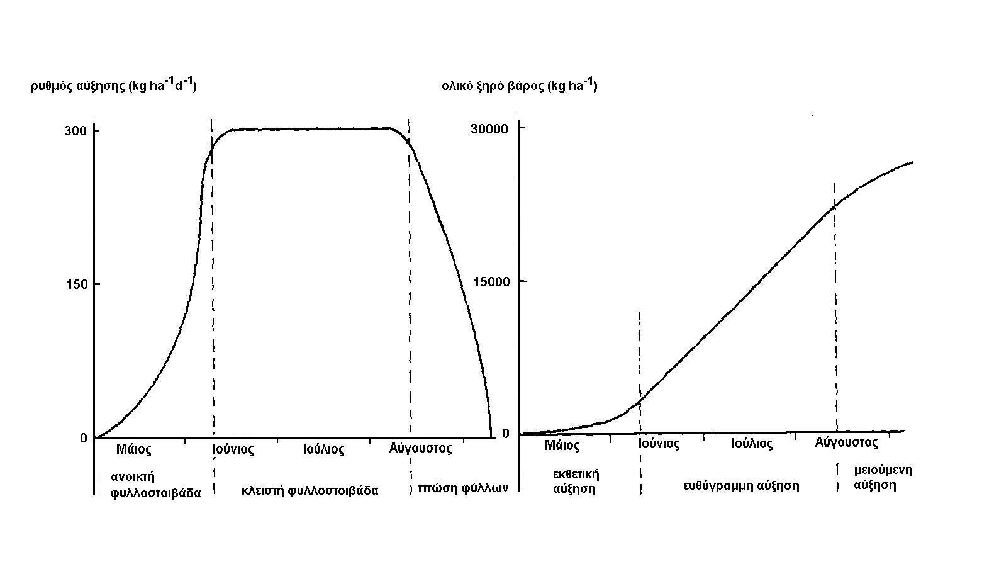 ρυθμός αύξησης (kg ha-1d-1)
300
150
0
Μάιος Ιούνιος Ιούλιος Αύγουστος
ανοικτή
φυλλοστοιβάδα
κλειστή φυλλοστοιβάδα
πτώση φύλλων
ολικό ξηρό βάρος (kg ha-1)
30000
15000
0
Μάιος Ιούνιος Ιούλιος Αύγουστος
εκθετική
αύξηση
ευθύγραμμη αύξηση
μειούμενη
αύξηση